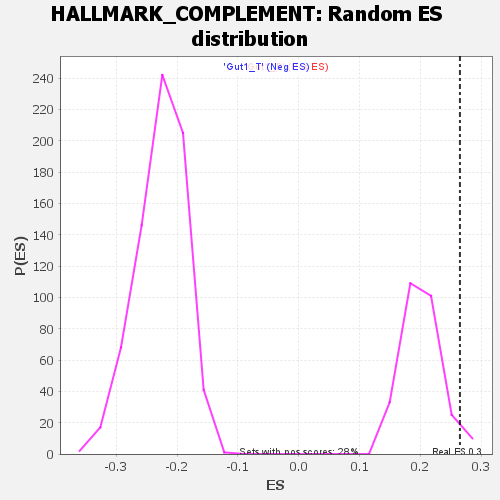 HALLMARK_COMPLEMENT: Random ES
distribution
'Gut1_T' (Neg ES) ES)
240
220
200
180
160
140
120
100
80
60
40
20
0
P(ES)
Sets with pos scores: 28%
Real ES 0.3
-0.3 -0.2 -0.1 0.0 0.1 0.2 0.3
ES